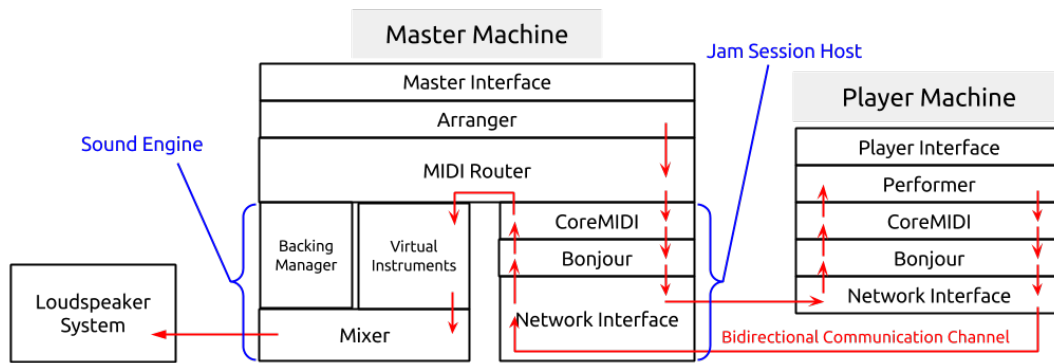 Master Machine
Jam Session Host
Master Interface
Player Machine
Arranger
Sound Engine
Player Interface
MIDI Router
Performer
CoreMIDI
CoreMIDI
Backing
Manager
Virtual
Instruments
Bonjour
Bonjour
Loudspeaker
System
Network Interface
Network Interface
Mixer
Bidirectional Communication Channel